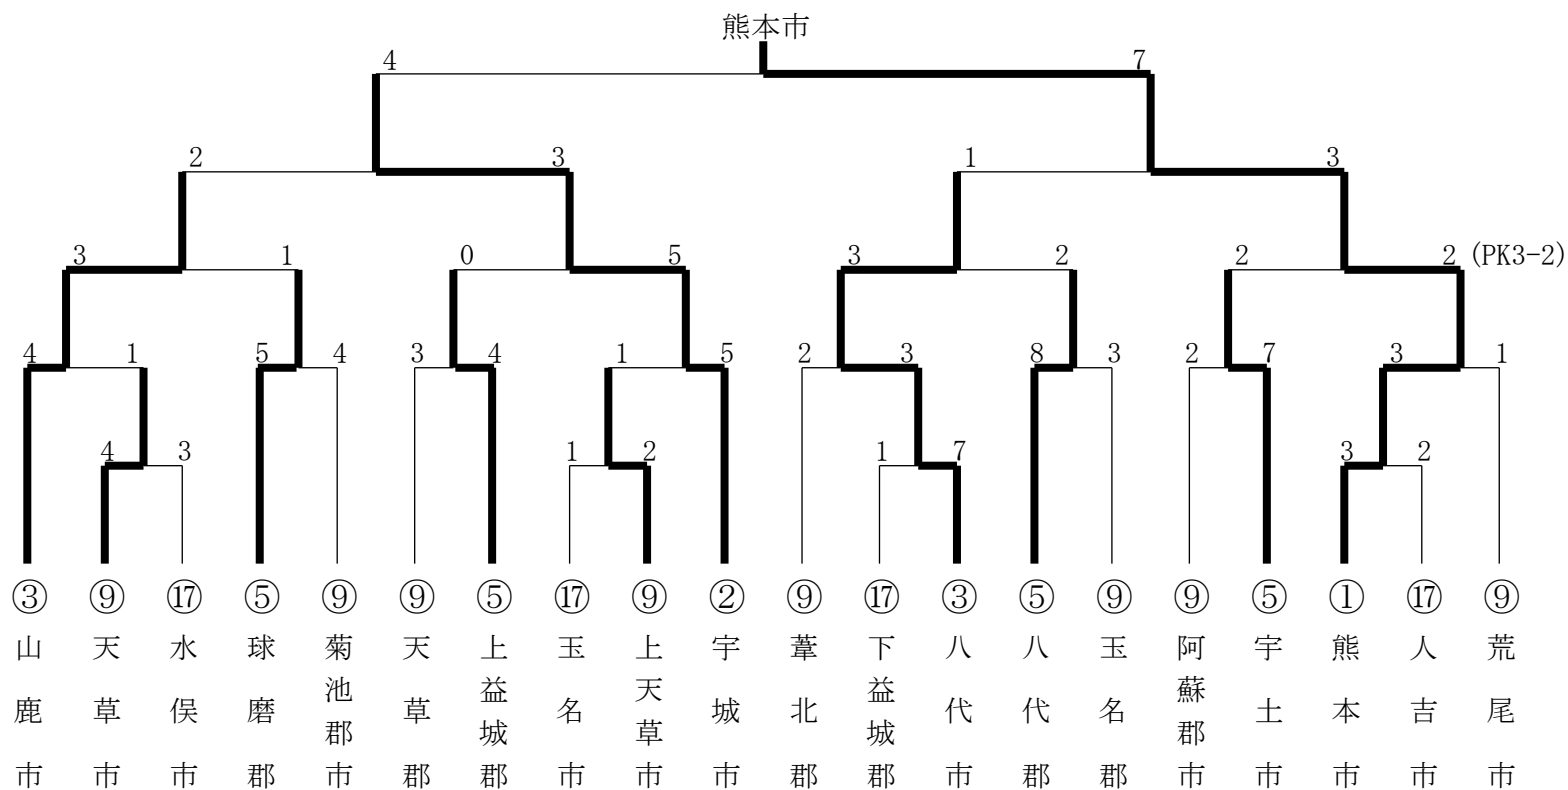 熊本市
4 7
2 3 1 3
3 1 0 5 3 2 2 2 (PK3-2)
4 1 5 4 3 4 1 5 2 3 8 3 2 7 3 1
4 3 1 2 1 7 3 2
③ ⑨ ⑰ ⑤ ⑨ ⑨ ⑤ ⑰ ⑨ ② ⑨ ⑰ ③ ⑤ ⑨ ⑨ ⑤ ① ⑰ ⑨
山鹿市
天草市
水俣市
球磨郡
菊池郡市
天草郡
上益城郡
玉名市
上天草市
宇城市
葦北郡
下益城郡
八代市
八代郡
玉名郡
阿蘇郡市
宇土市
熊本市
人吉市
荒尾市